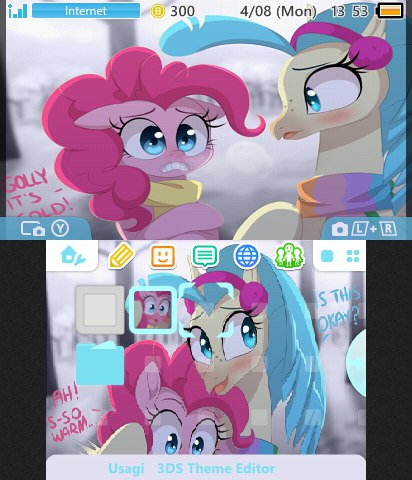 Internet 300 4/08 (Mon) 13 53
GOLLY
IT'S
COLD!
Y L+R
IS THIS
OKAY?
AH!
S-SO
WARM..
Usagi 3DS Theme Editor